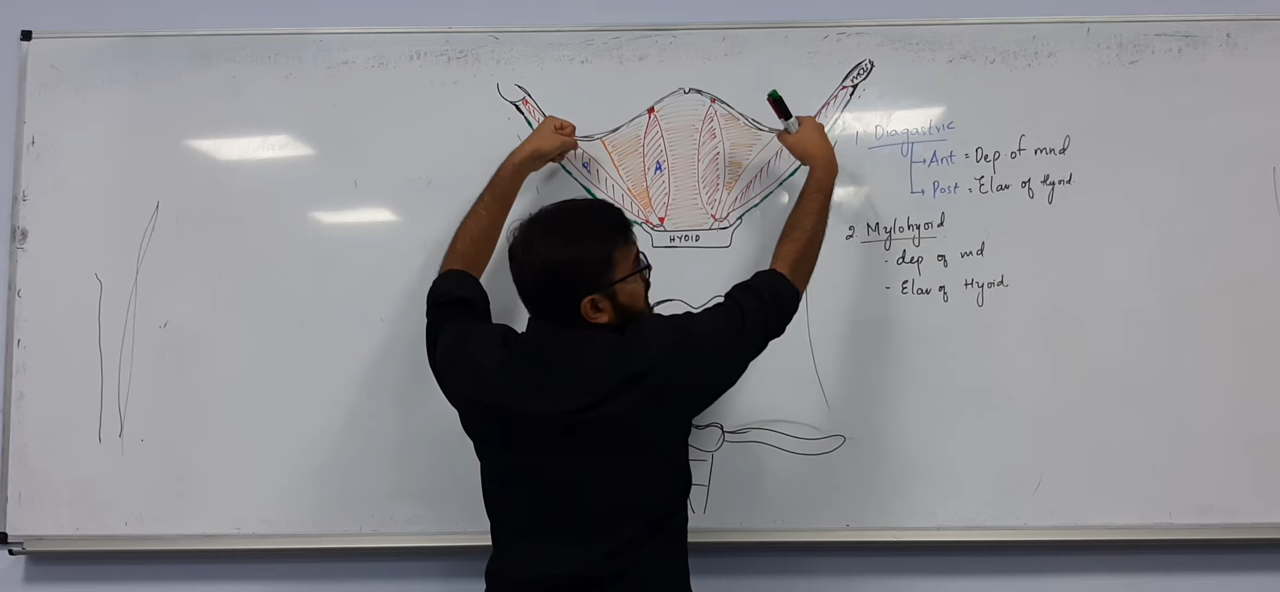 mast
A
HYOID
1. Diagastric
Ant = Dep. of mnd
Post = Elav of Hyoid.
2. Mylohyoid
- dep of md
- Elav of Hyoid